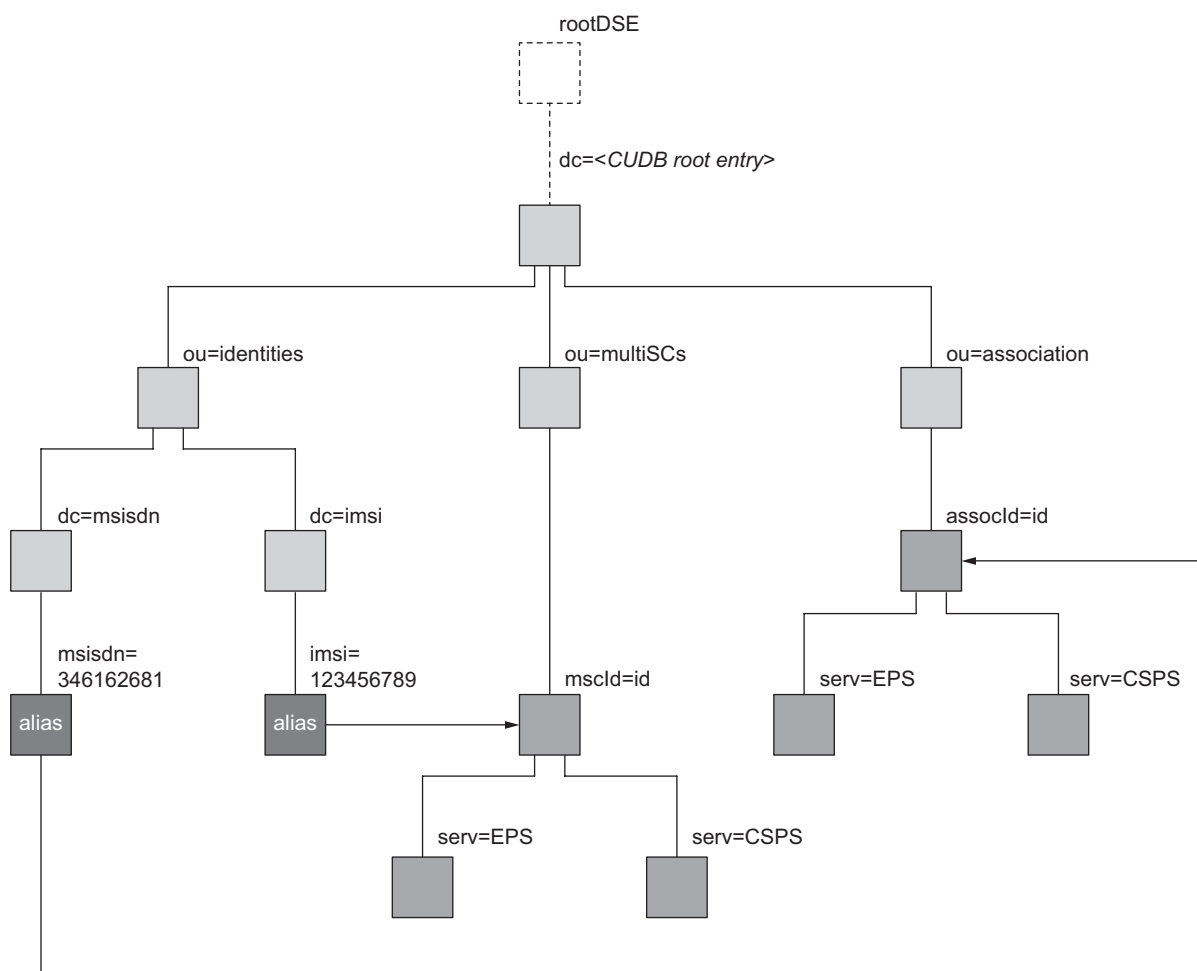 rootDSE
dc=<CUDB root entry>
ou=identities
ou=multiSCs
ou=association
dc=msisdn
dc=imsi
assocId=id
msisdn=
346162681
imsi=
123456789
mscId=id
serv=EPS
serv=CSPS
alias
alias
serv=EPS
serv=CSPS